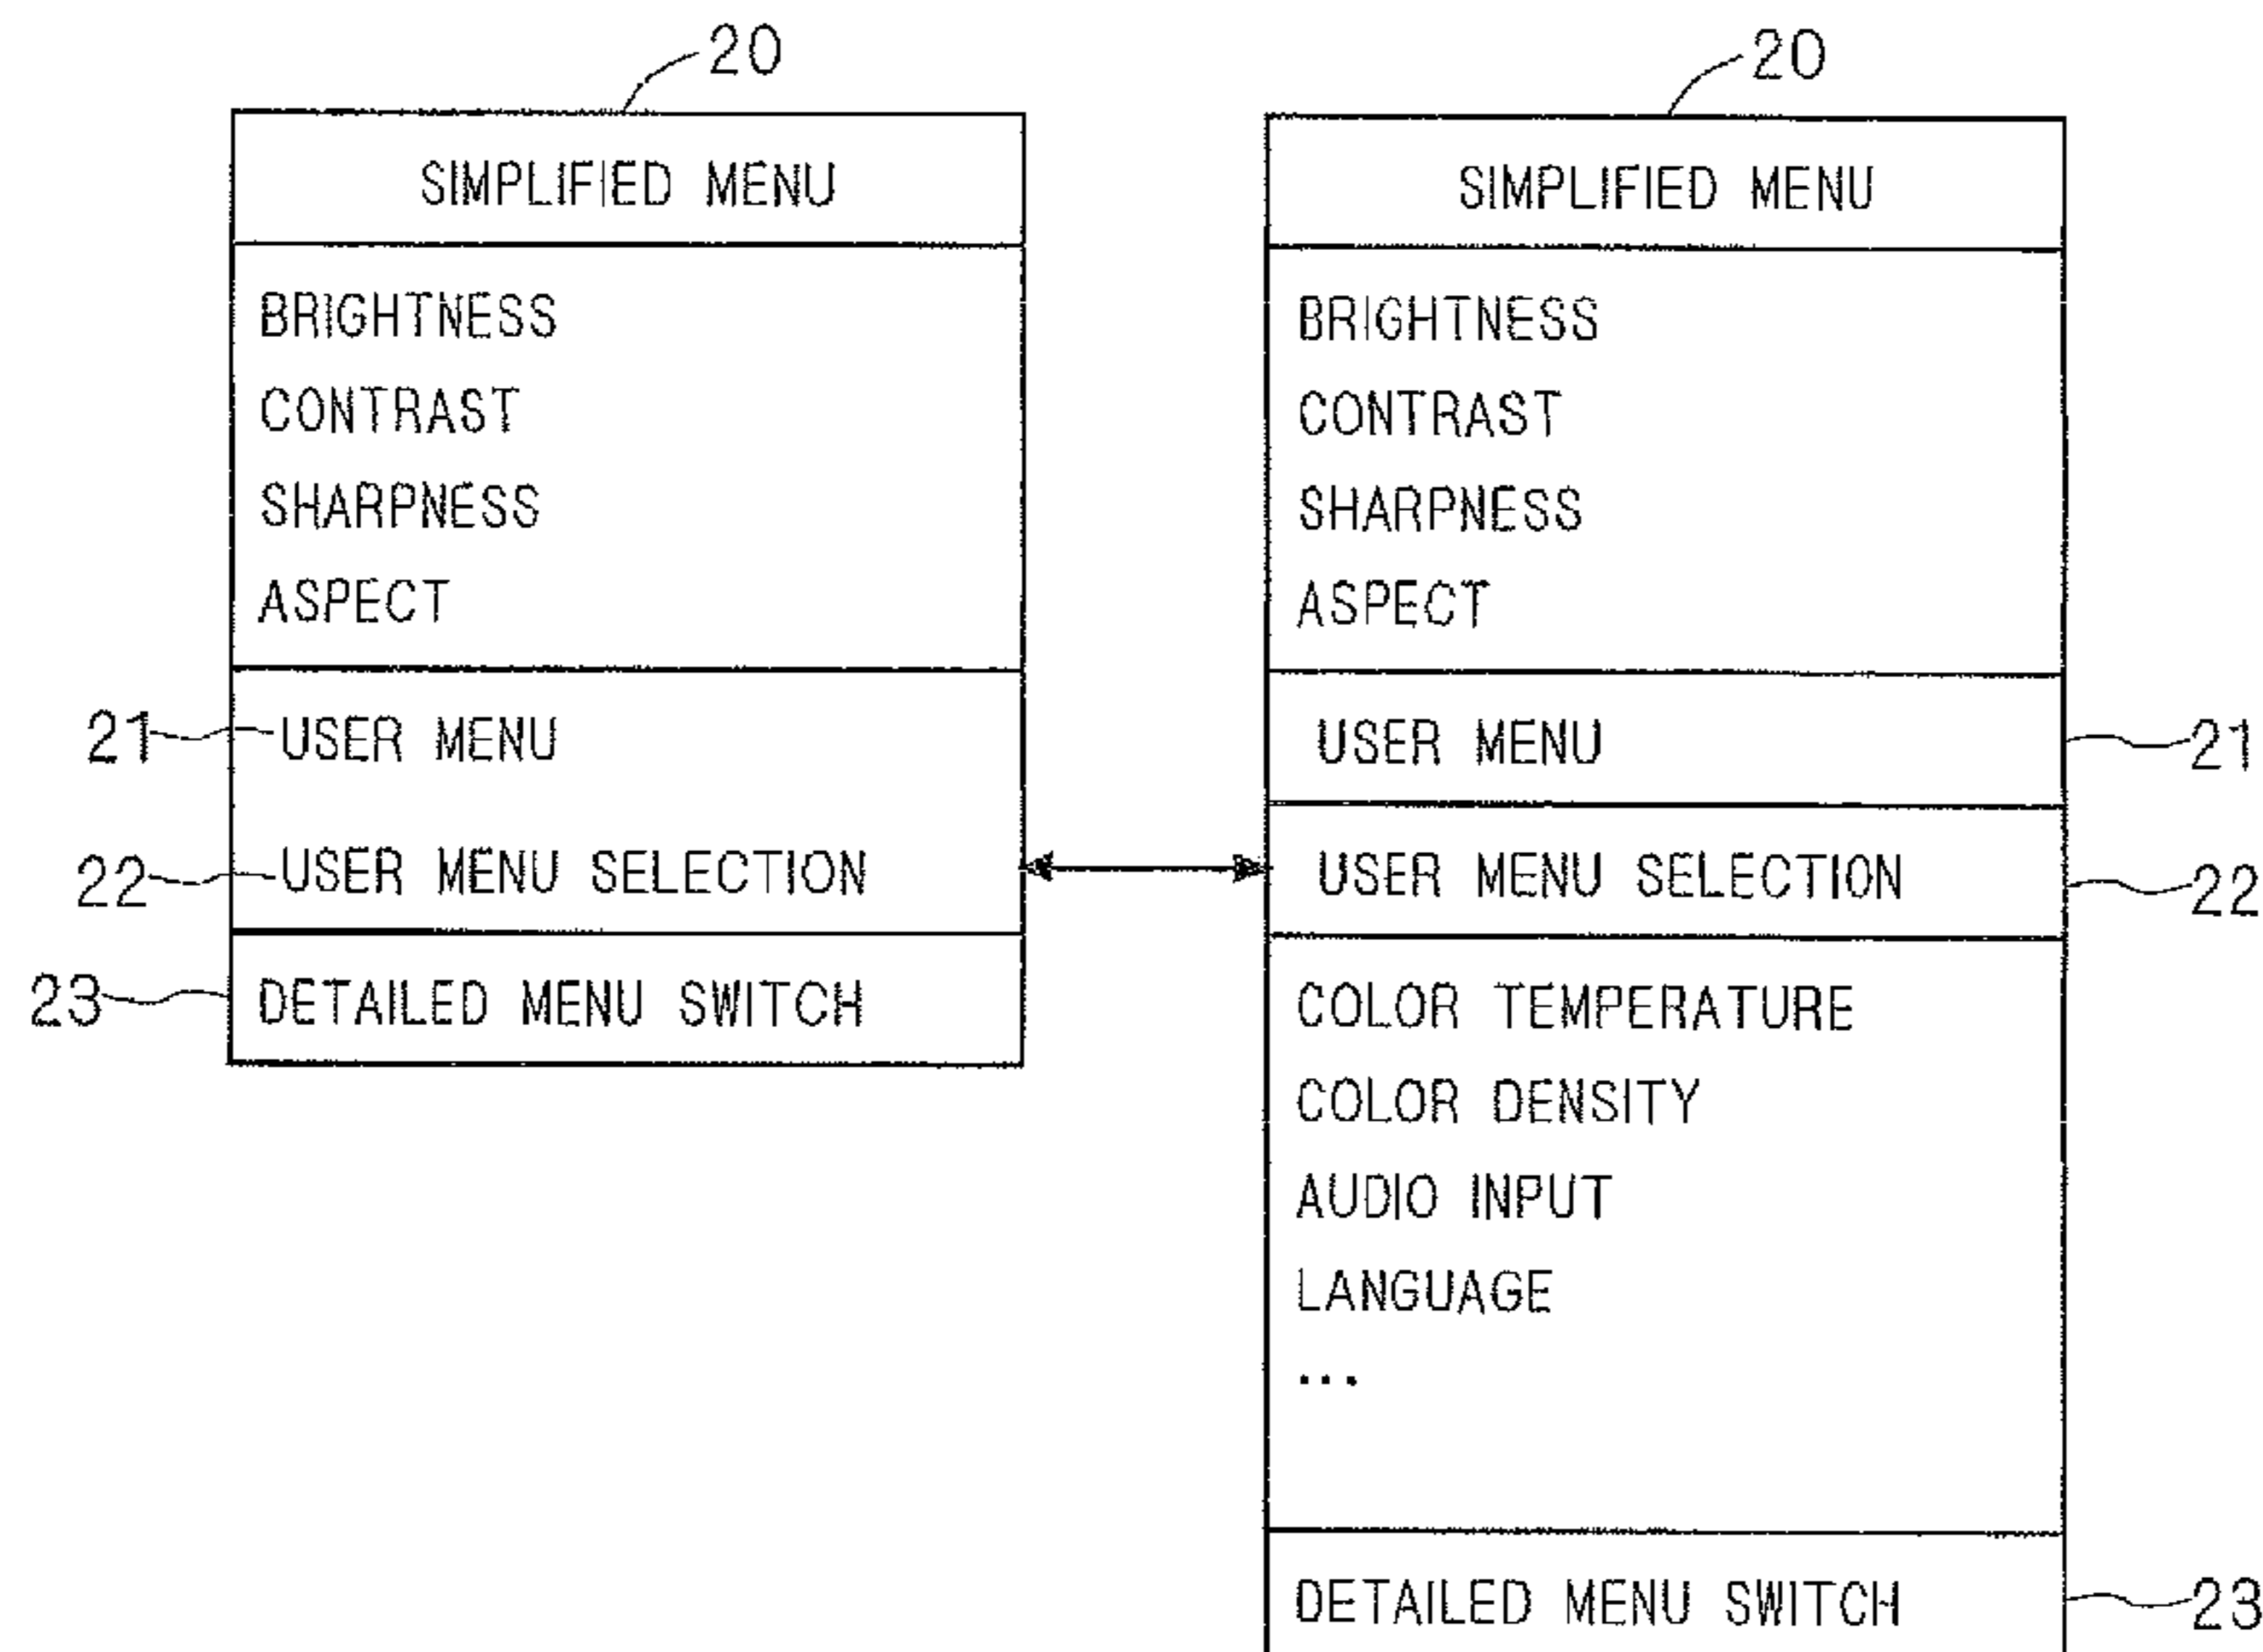 20
SIMPLIFIED MENU
BRIGHTNESS
CONTRAST
SHARPNESS
ASPECT
21 USER MENU
22 USER MENU SELECTION
23 DETAILED MENU SWITCH
20
SIMPLIFIED MENU
BRIGHTNESS
CONTRAST
SHARPNESS
ASPECT
USER MENU 21
USER MENU SELECTION 22
COLOR TEMPERATURE
COLOR DENSITY
AUDIO INPUT
LANGUAGE
...
DETAILED MENU SWITCH 23